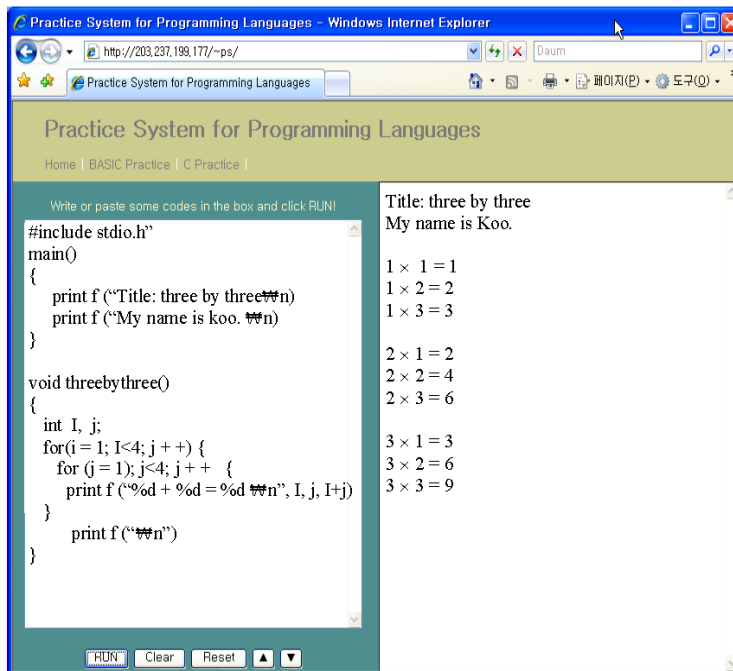 Practice System for Programming Languages - Windows Internet Explorer
http://203,237,199,177/~ps/
Daum
Practice System for Programming Languages
페이지(P)
도구(O)
Practice System for Programming Languages
Home | BASIC Practice | C Practice |
Write or paste some codes in the box and click RUN!
#include stdio.h”
main()
{
print f (“Title: three by three₩n)
print f (“My name is koo. ₩n)
}
void threebythree()
{
int I, j;
for(i = 1; I<4; j + +) {
for (j = 1); j<4; j + + {
print f (“%d + %d = %d ₩n”, I, j, I+j)
}
print f (“₩n”)
}
RUN Clear Reset ▲ ▼
Title: three by three
My name is Koo.
1 × 1 = 1
1 × 2 = 2
1 × 3 = 3
2 × 1 = 2
2 × 2 = 4
2 × 3 = 6
3 × 1 = 3
3 × 2 = 6
3 × 3 = 9